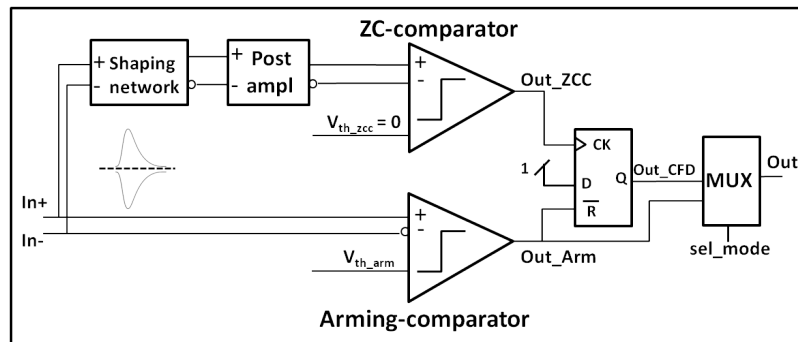 ZC-comparator
+ Shaping
- network
+ Post
- ampl
+
-
Out_ZCC
V_th_zcc = 0
CK
1
D
Q
R
Out_CFD
MUX
Out
In+
In-
+
-
V_th_arm
Out_Arm
sel_mode
Arming-comparator